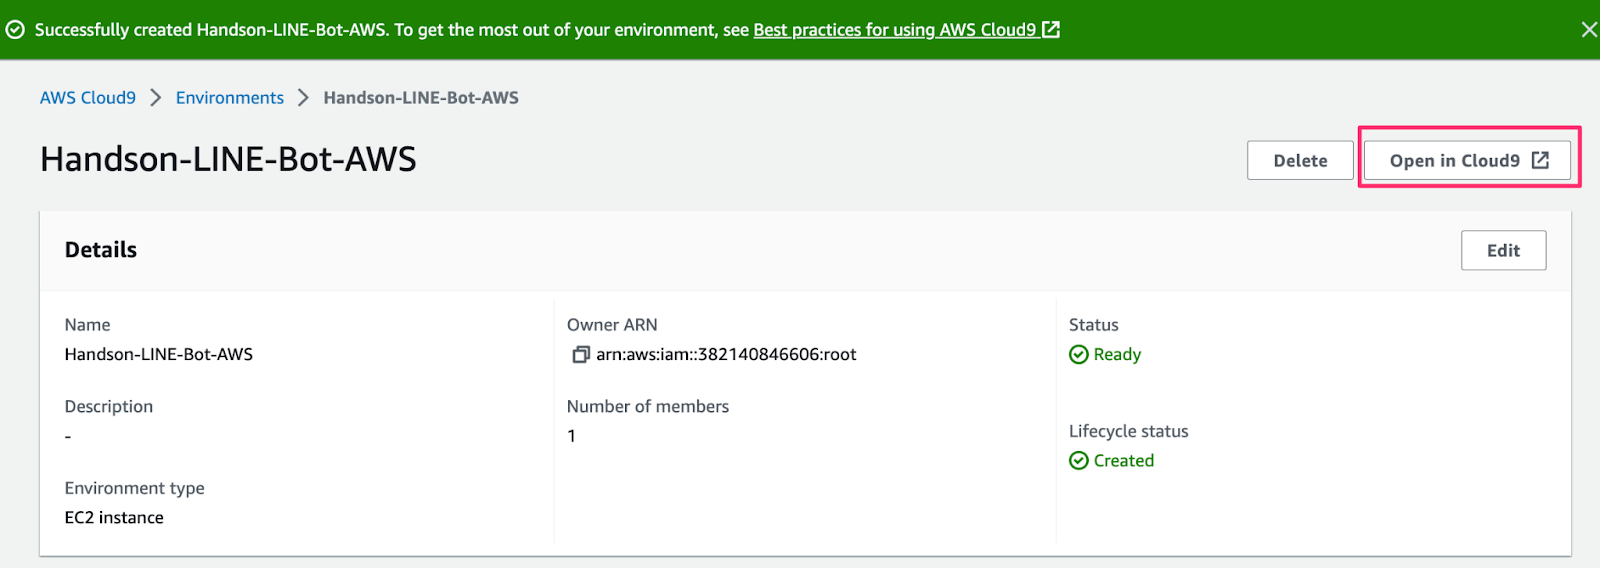 Successfully created Handson-LINE-Bot-AWS. To get the most out of your environment, see Best practices for using AWS Cloud9
AWS Cloud9 > Environments > Handson-LINE-Bot-AWS
Handson-LINE-Bot-AWS
Delete
Open in Cloud9
Details
Edit
Name
Handson-LINE-Bot-AWS
Description
-
Environment type
EC2 instance
Owner ARN
arn:aws:iam::382140846606:root
Number of members
1
Status
Ready
Lifecycle status
Created